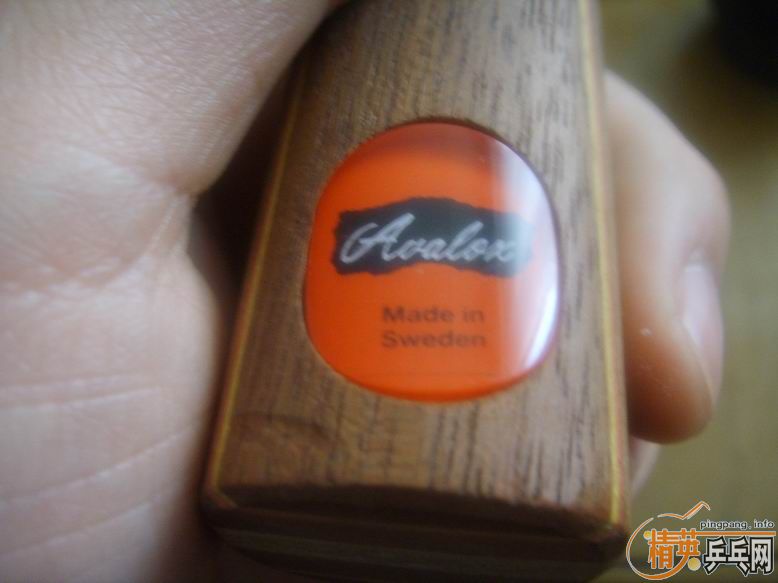 Avalox
Made in
Sweden
pingpang.info
精英乒乓网